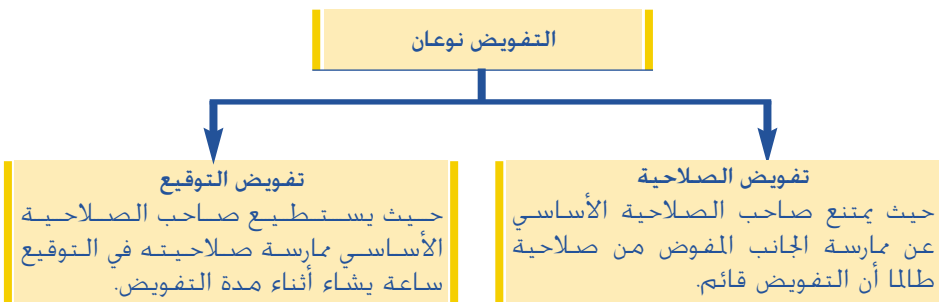 التفويض نوعان
تفويض الصلاحية
حيث يمتنع صاحب الصلاحية الأساسي
عن ممارسة الجانب المفوض من صلاحية
طالما أن التفويض قائم.
تفويض التوقيع
حيث يستطيع صاحب الصلاحية
الأساسي ممارسة صلاحيته في التوقيع
ساعة يشاء أثناء مدة التفويض.